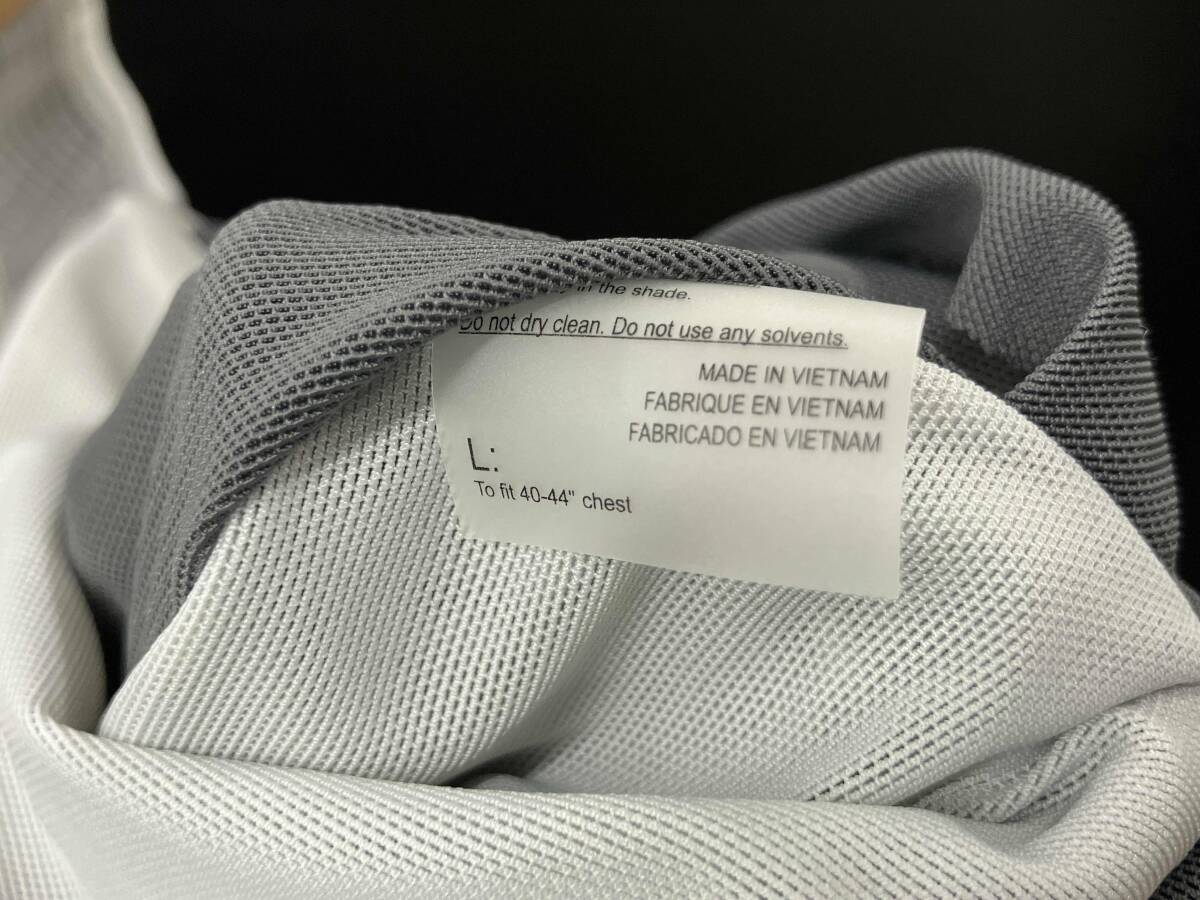 in the shade.
Do not dry clean. Do not use any solvents.
MADE IN VIETNAM
FABRIQUE EN VIETNAM
FABRICADO EN VIETNAM
L:
To fit 40-44" chest